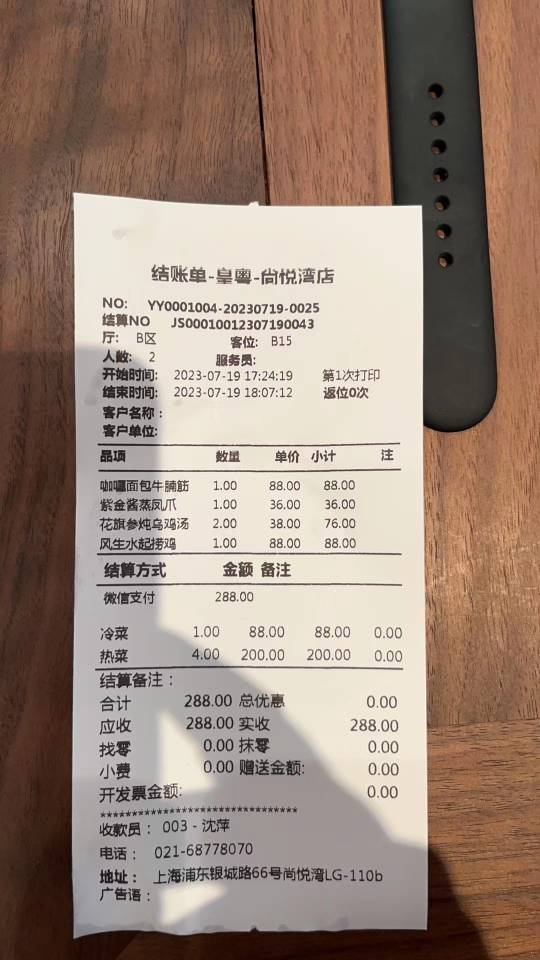 结账单-皇粤-尚悦湾店
NO: YY0001004-20230719-0025
结算NO JS00010012307190043
厅: B区 客位: B15
人数: 2 服务员:
开始时间: 2023-07-19 17:24:19 第1次打印
结束时间: 2023-07-19 18:07:12 返位0次
客户名称:
客户单位:
品项 数量 单价 小计 注
咖喱面包牛腩筋 1.00 88.00 88.00
紫金酱蒸凤爪 1.00 36.00 36.00
花旗参炖乌鸡汤 2.00 38.00 76.00
风生水起捞鸡 1.00 88.00 88.00
结算方式 金额 备注
微信支付 288.00
冷菜 1.00 88.00 88.00 0.00
热菜 4.00 200.00 200.00 0.00
结算备注:
合计 288.00 总优惠 0.00
应收 288.00 实收 288.00
找零 0.00 抹零 0.00
小费 0.00 赠送金额: 0.00
开发票金额: 0.00
******************************
收款员: 003 - 沈萍
电话: 021-68778070
地址: 上海浦东银城路66号尚悦湾LG-110b
广告语: